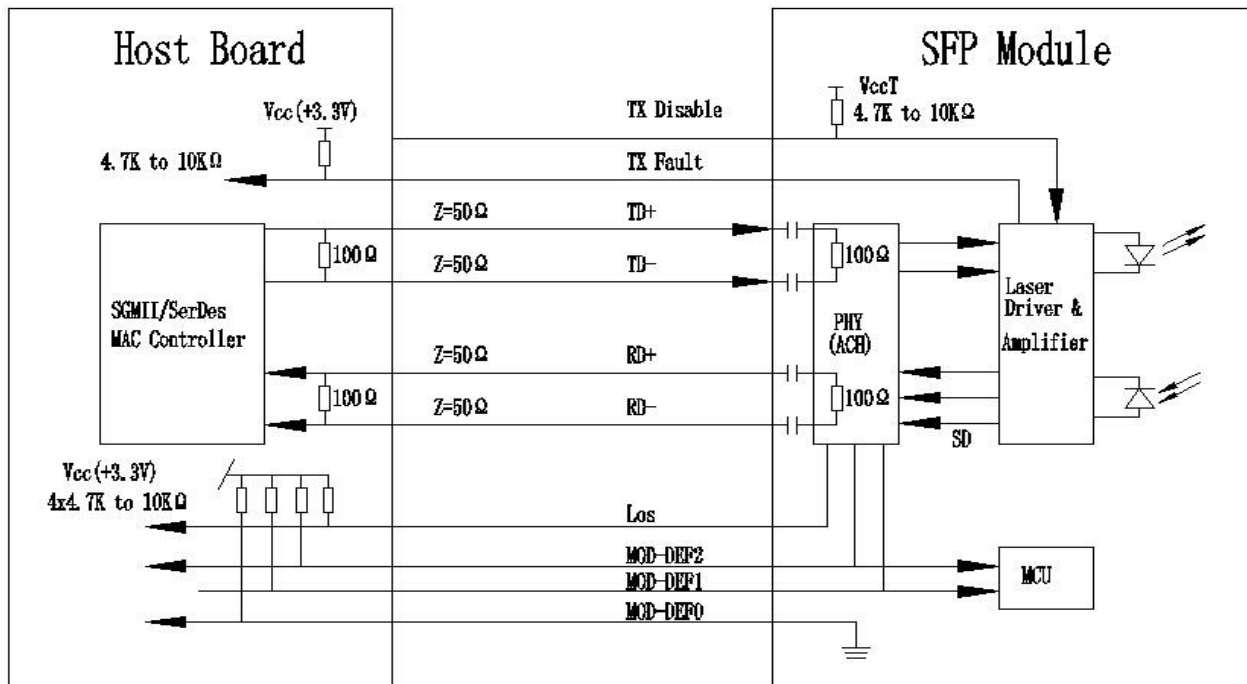 Host Board
SFP Module
Vcc(+3.3V)
4.7K to 10KΩ
TX Disable
VccT
4.7K to 10KΩ
TX Fault
Z=50Ω
TD+
100Ω
100Ω
Z=50Ω
TD-
SGMII/SerDes
MAC Controller
PHY
(ACH)
Laser
Driver &
Amplifier
Z=50Ω
RD+
100Ω
100Ω
Z=50Ω
RD-
SD
Vcc(+3.3V)
4x4.7K to 10KΩ
Los
MOD-DEF2
MOD-DEF1
MOD-DEF0
MCU